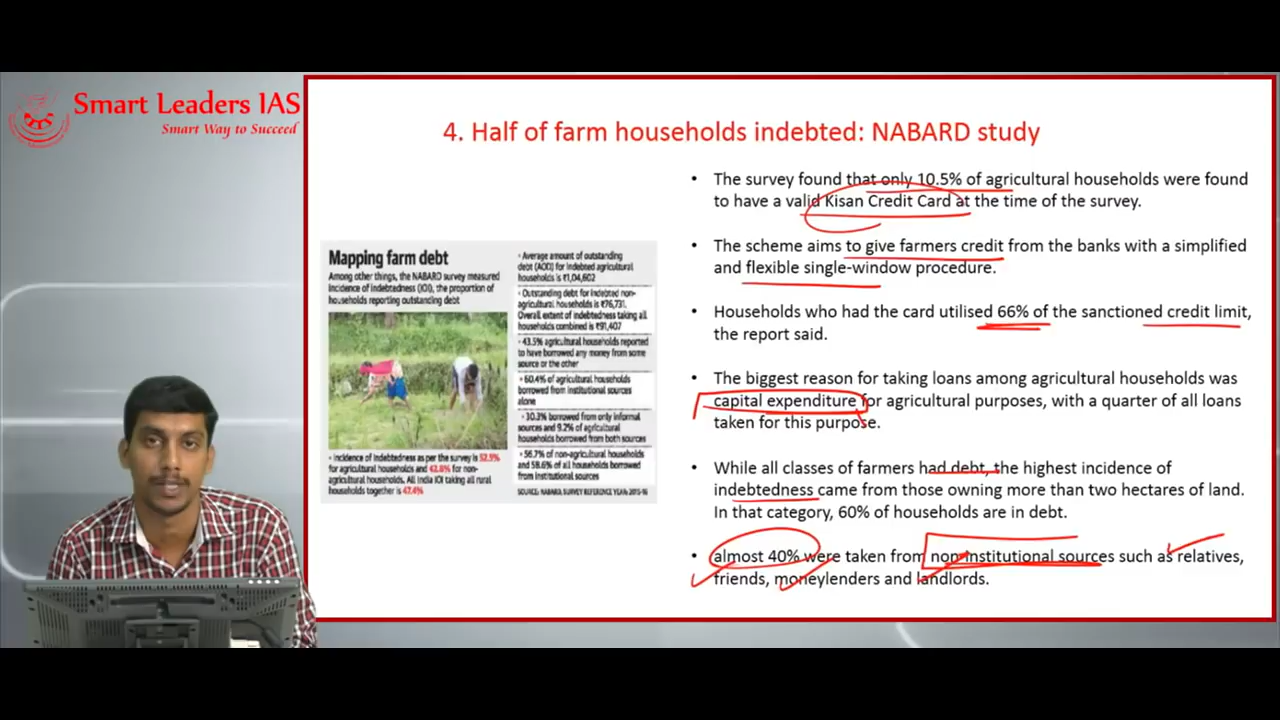 Smart Leaders IAS
Smart Way to Succeed
4. Half of farm households indebted: NABARD study
• The survey found that only 10.5% of agricultural households were found
to have a valid Kisan Credit Card at the time of the survey.
• The scheme aims to give farmers credit from the banks with a simplified
and flexible single-window procedure.
• Households who had the card utilised 66% of the sanctioned credit limit,
the report said.
• The biggest reason for taking loans among agricultural households was
capital expenditure for agricultural purposes, with a quarter of all loans
taken for this purpose.
• While all classes of farmers had debt, the highest incidence of
indebtedness came from those owning more than two hectares of land.
In that category, 60% of households are in debt.
• almost 40% were taken from non-institutional sources such as relatives,
friends, moneylenders and landlords.
Mapping farm debt
Among other things, the NABARD survey measured
incidence of indebtedness (IOI), the proportion of
households reporting outstanding debt
• Incidence of indebtedness as per the survey is 52.5%
for agricultural households and 42.8% for non-
agricultural households. All India IOI taking all rural
households together is 47.4%
• Average amount of outstanding
debt (AOD) for indebted agricultural
households is ₹1,04,602
• Outstanding debt for indebted non-
agricultural households is ₹76,731.
Overall extent of indebtedness taking all
households combined is ₹91,407
• 43.5% agricultural households reported
to have borrowed any money from some
source or the other
• 60.4% of agricultural households
borrowed from institutional sources
alone
• 30.3% borrowed from only informal
sources and 9.2% of agricultural
households borrowed from both sources
• 56.7% of non-agricultural households
and 58.6% of all households borrowed
from institutional sources
SOURCE: NABARD, SURVEY REFERENCE YEAR: 2015-16